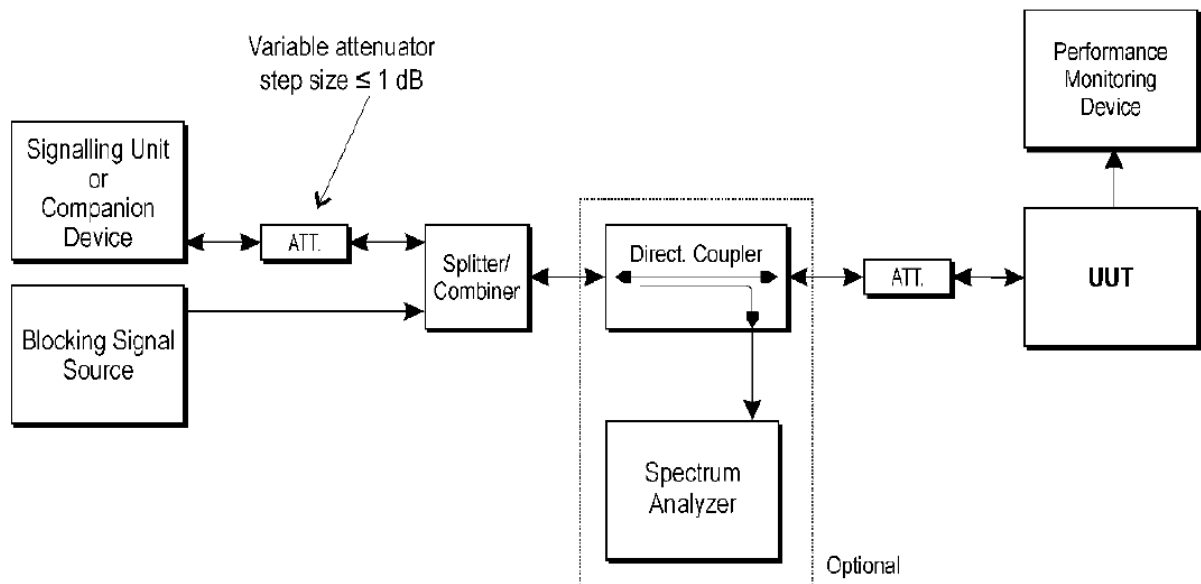 Variable attenuator
step size ≤ 1 dB
Signalling Unit
or
Companion
Device
ATT.
Splitter/
Combiner
Blocking Signal
Source
Direct. Coupler
Spectrum
Analyzer
Optional
ATT.
UUT
Performance
Monitoring
Device